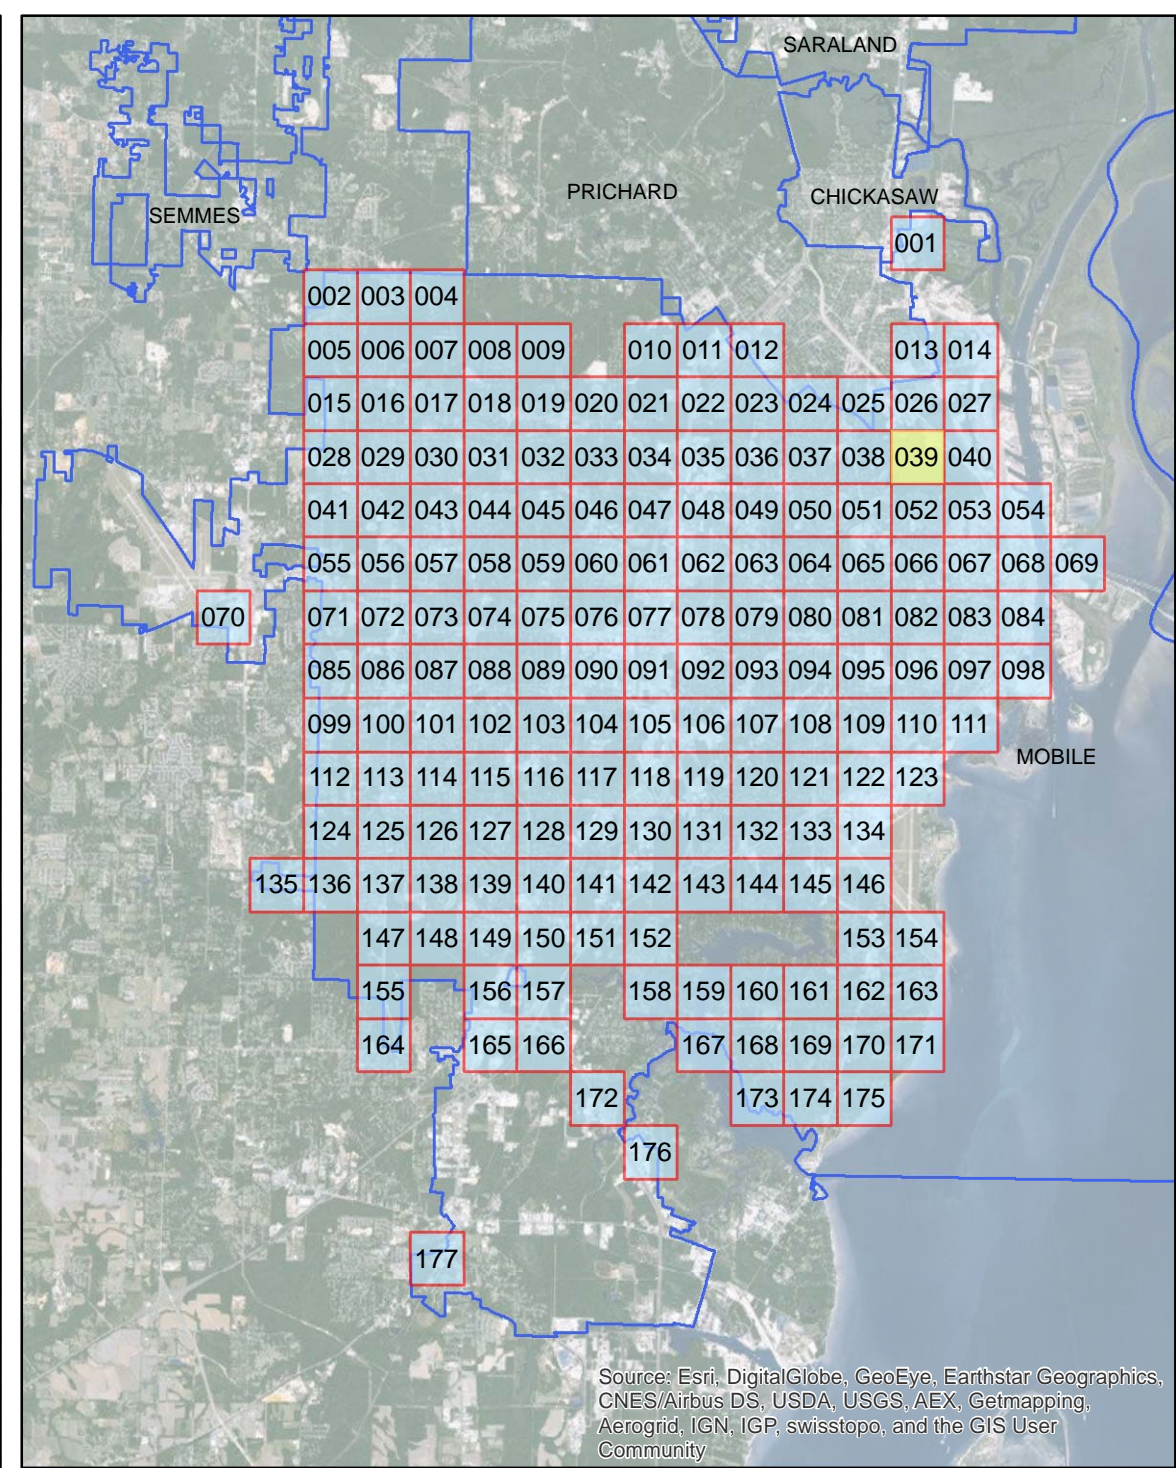 SARALAND
PRICHARD
CHICKASAW
SEMMES
001
002 003 004
005 006 007 008 009 010 011 012 013 014
015 016 017 018 019 020 021 022 023 024 025 026 027
028 029 030 031 032 033 034 035 036 037 038 039 040
041 042 043 044 045 046 047 048 049 050 051 052 053 054
055 056 057 058 059 060 061 062 063 064 065 066 067 068 069
070 071 072 073 074 075 076 077 078 079 080 081 082 083 084
085 086 087 088 089 090 091 092 093 094 095 096 097 098
099 100 101 102 103 104 105 106 107 108 109 110 111
MOBILE
112 113 114 115 116 117 118 119 120 121 122 123
124 125 126 127 128 129 130 131 132 133 134
135 136 137 138 139 140 141 142 143 144 145 146
147 148 149 150 151 152 153 154
155 156 157 158 159 160 161 162 163
164 165 166 167 168 169 170 171
172 173 174 175
176
177
Source: Esri, DigitalGlobe, GeoEye, Earthstar Geographics,
CNES/Airbus DS, USDA, USGS, AEX, Getmapping,
Aerogrid, IGN, IGP, swisstopo, and the GIS User
Community